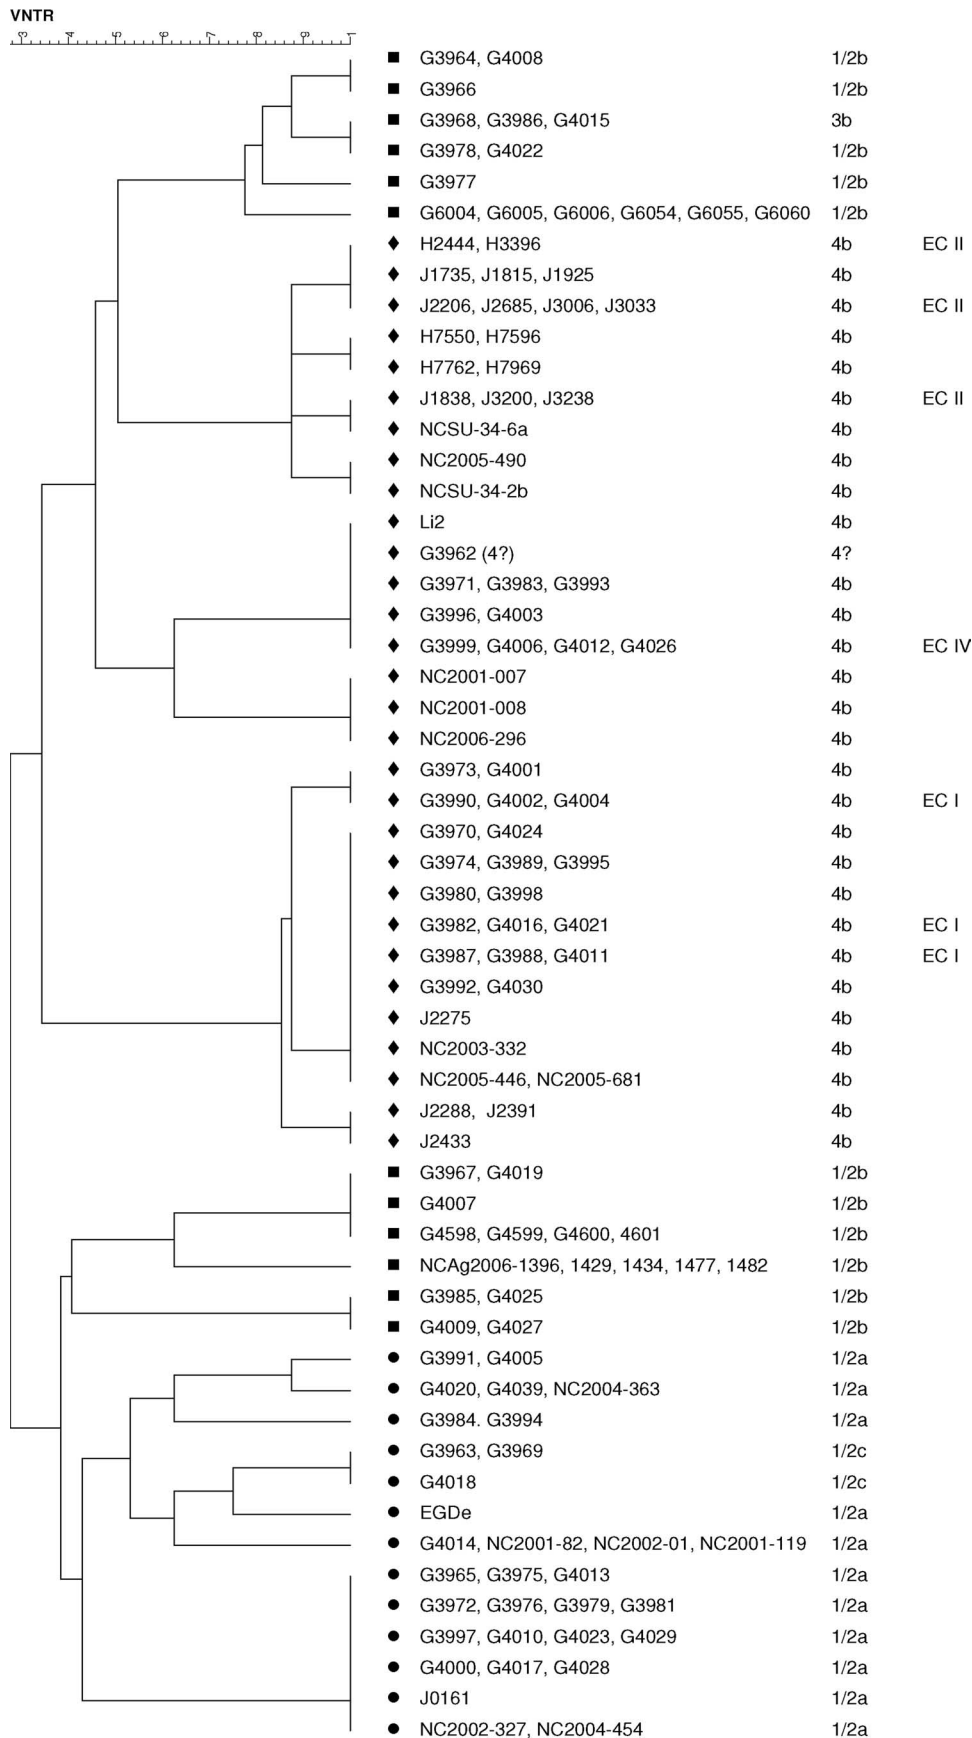 VNTR
.3 .4 .5 .6 .7 .8 .9 1
G3964, G4008 1/2b
G3966 1/2b
G3968, G3986, G4015 3b
G3978, G4022 1/2b
G3977 1/2b
G6004, G6005, G6006, G6054, G6055, G6060 1/2b
H2444, H3396 4b EC II
J1735, J1815, J1925 4b
J2206, J2685, J3006, J3033 4b EC II
H7550, H7596 4b
H7762, H7969 4b
J1838, J3200, J3238 4b EC II
NCSU-34-6a 4b
NC2005-490 4b
NCSU-34-2b 4b
Li2 4b
G3962 (4?) 4?
G3971, G3983, G3993 4b
G3996, G4003 4b
G3999, G4006, G4012, G4026 4b EC IV
NC2001-007 4b
NC2001-008 4b
NC2006-296 4b
G3973, G4001 4b
G3990, G4002, G4004 4b EC I
G3970, G4024 4b
G3974, G3989, G3995 4b
G3980, G3998 4b
G3982, G4016, G4021 4b EC I
G3987, G3988, G4011 4b EC I
G3992, G4030 4b
J2275 4b
NC2003-332 4b
NC2005-446, NC2005-681 4b
J2288, J2391 4b
J2433 4b
G3967, G4019 1/2b
G4007 1/2b
G4598, G4599, G4600, 4601 1/2b
NCAg2006-1396, 1429, 1434, 1477, 1482 1/2b
G3985, G4025 1/2b
G4009, G4027 1/2b
G3991, G4005 1/2a
G4020, G4039, NC2004-363 1/2a
G3984. G3994 1/2a
G3963, G3969 1/2c
G4018 1/2c
EGDe 1/2a
G4014, NC2001-82, NC2002-01, NC2001-119 1/2a
G3965, G3975, G4013 1/2a
G3972, G3976, G3979, G3981 1/2a
G3997, G4010, G4023, G4029 1/2a
G4000, G4017, G4028 1/2a
J0161 1/2a
NC2002-327, NC2004-454 1/2a